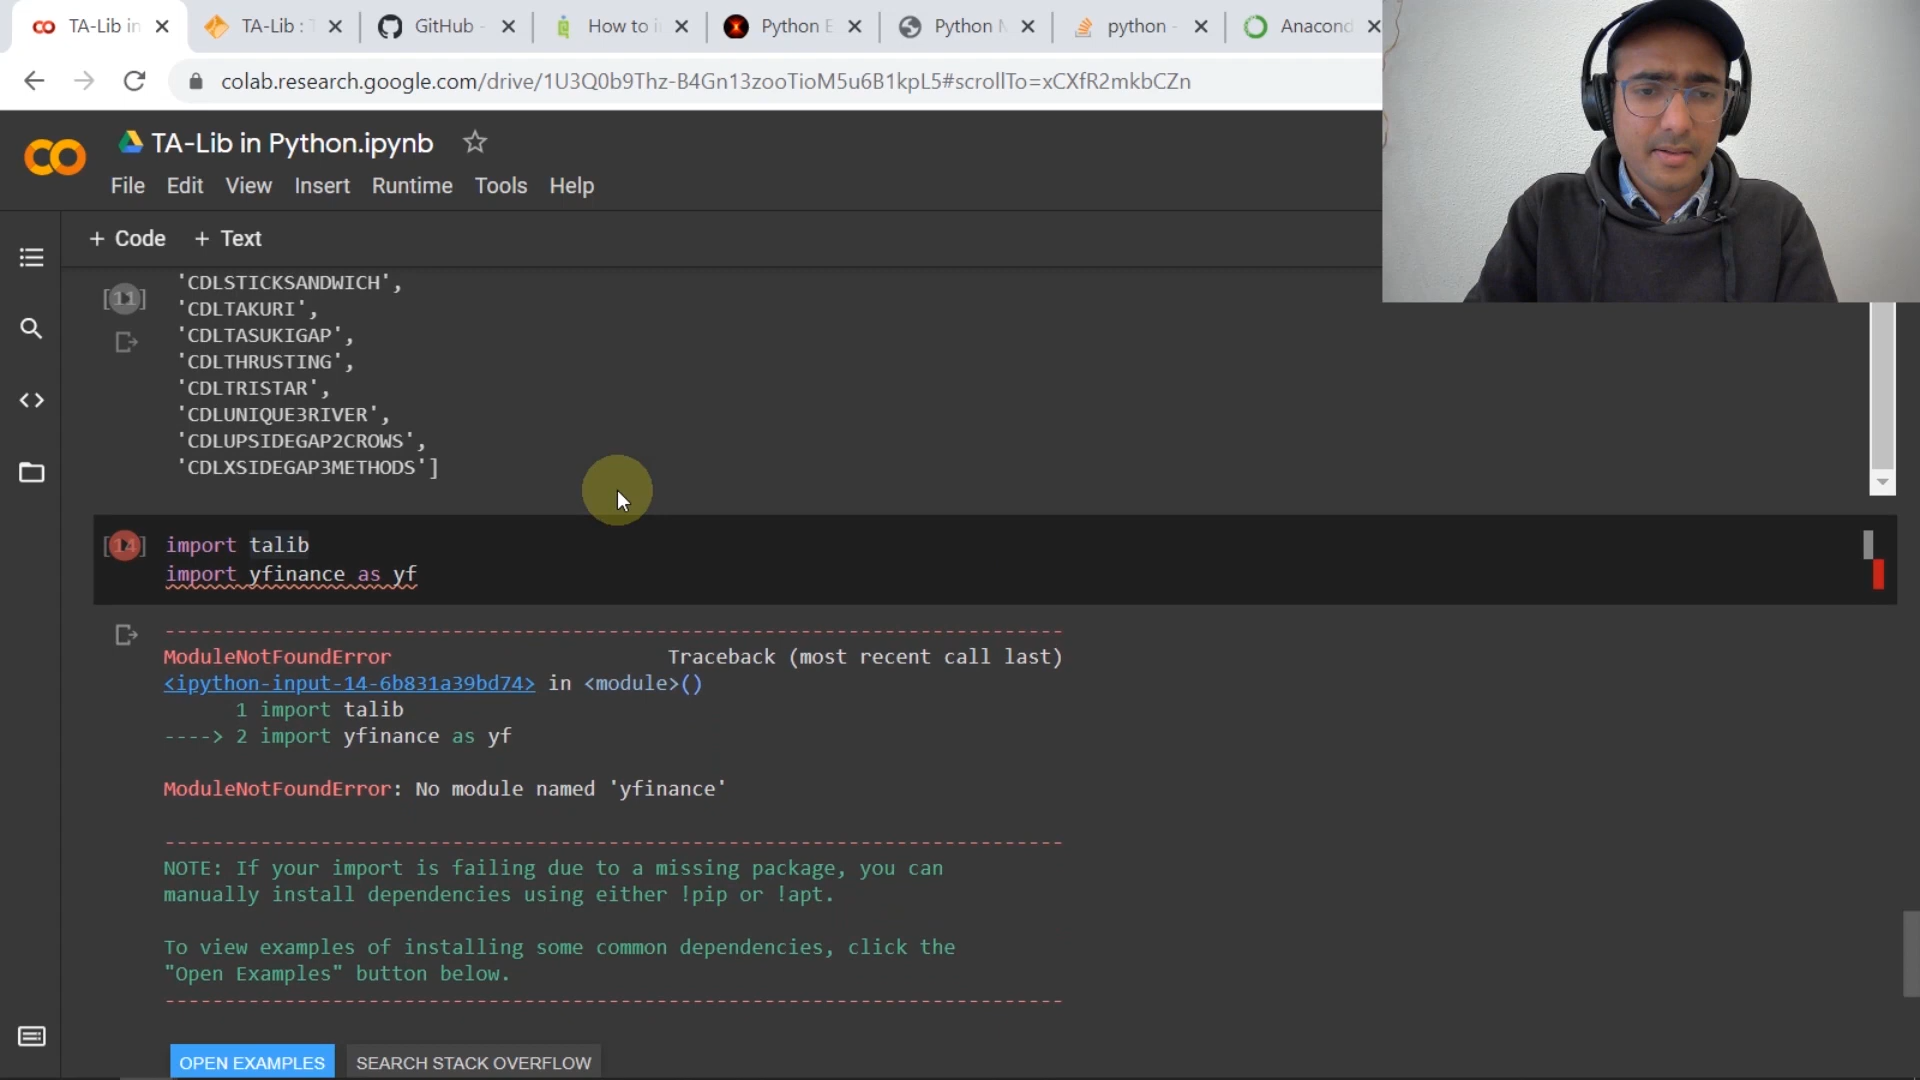 TA-Lib in
TA-Lib : T
GitHub -
How to i
Python E
Python N
python -
Anacond
colab.research.google.com/drive/1U3Q0b9Thz-B4Gn13zooTioM5u6B1kpL5#scrollTo=xCXfR2mkbCZn
TA-Lib in Python.ipynb
File Edit View Insert Runtime Tools Help
+ Code + Text
[11]
'CDLSTICKSANDWICH',
'CDLTAKURI',
'CDLTASUKIGAP',
'CDLTHRUSTING',
'CDLTRISTAR',
'CDLUNIQUE3RIVER',
'CDLUPSIDEGAP2CROWS',
'CDLXSIDEGAP3METHODS']
[14] import talib
import yfinance as yf
---------------------------------------------------------------------------
ModuleNotFoundError Traceback (most recent call last)
<ipython-input-14-6b831a39bd74> in <module>()
1 import talib
----> 2 import yfinance as yf
ModuleNotFoundError: No module named 'yfinance'
---------------------------------------------------------------------------
NOTE: If your import is failing due to a missing package, you can
manually install dependencies using either !pip or !apt.
To view examples of installing some common dependencies, click the
"Open Examples" button below.
---------------------------------------------------------------------------
OPEN EXAMPLES SEARCH STACK OVERFLOW